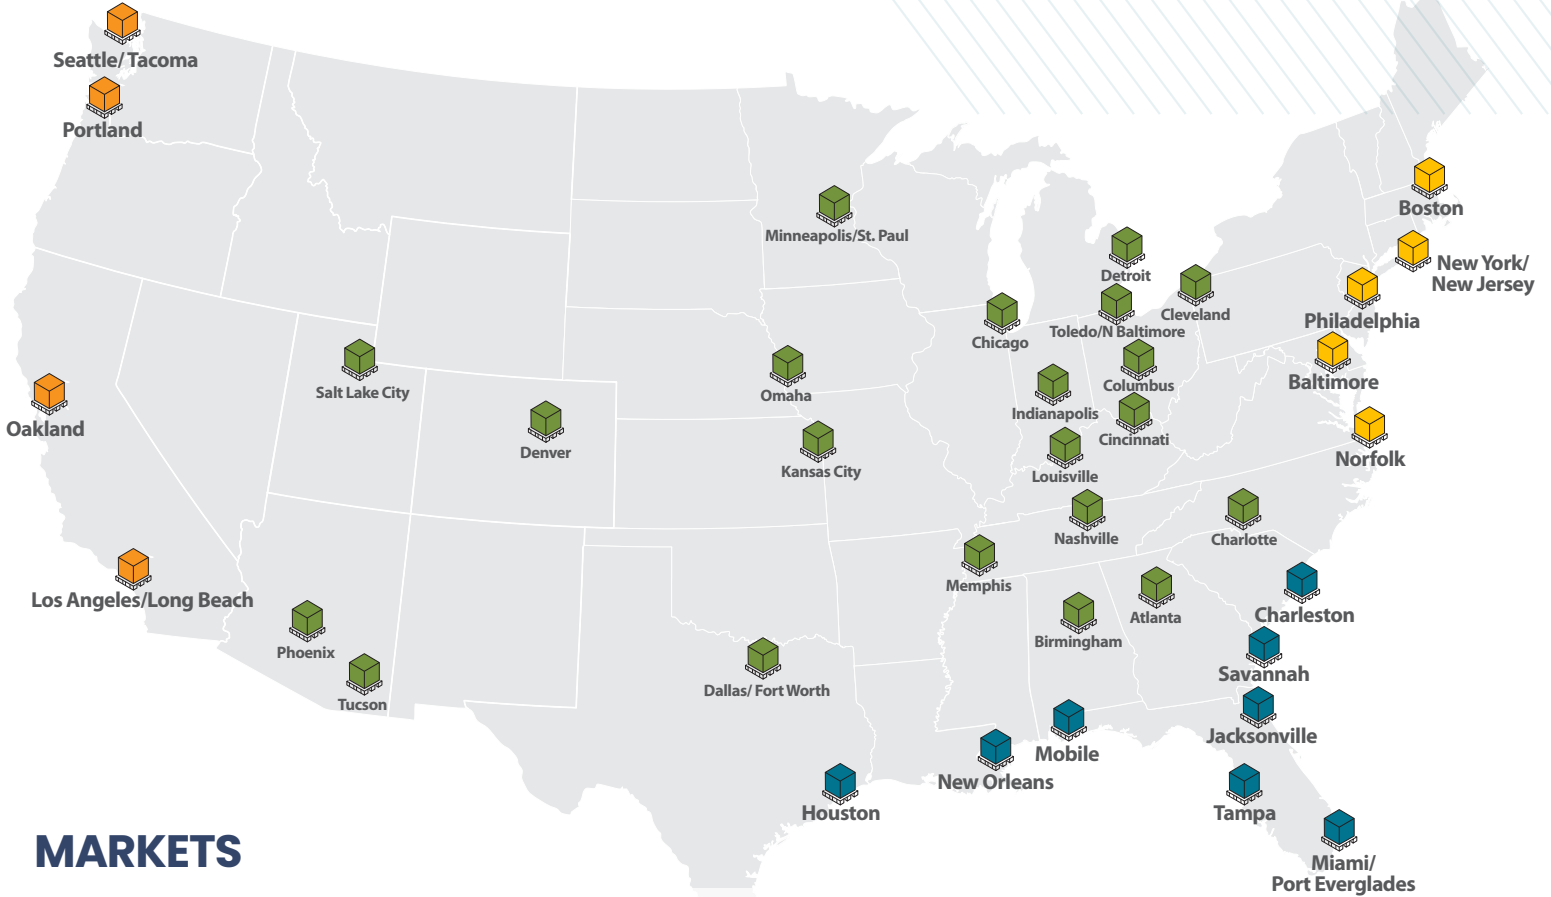 Seattle/ Tacoma
Portland
Boston
Minneapolis/St. Paul
New York/
New Jersey
Detroit
Cleveland
Philadelphia
Toledo/N Baltimore
Chicago
Baltimore
Columbus
Salt Lake City
Omaha
Indianapolis
Oakland
Cincinnati
Denver
Norfolk
Kansas City
Louisville
Nashville
Charlotte
Memphis
Los Angeles/Long Beach
Charleston
Atlanta
Birmingham
Phoenix
Savannah
Dallas/ Fort Worth
Tucson
Jacksonville
Mobile
New Orleans
Houston
Tampa
MARKETS
Miami/
Port Everglades